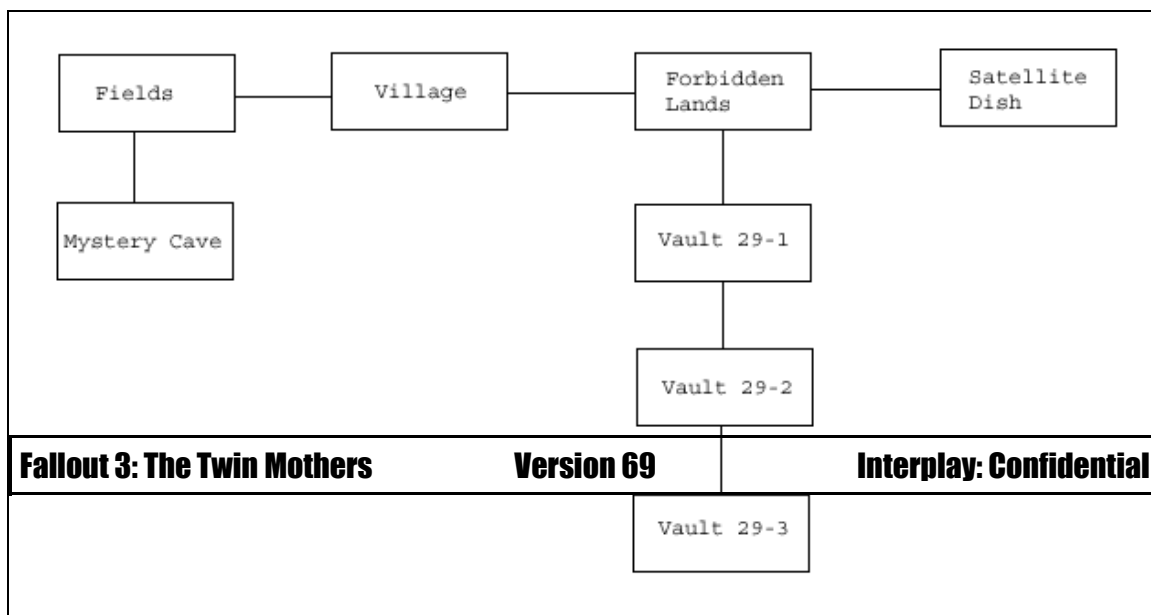 Fields
Village
Forbidden
Lands
Satellite
Dish
Mystery Cave
Vault 29-1
Vault 29-2
Fallout 3: The Twin Mothers Version 69 Interplay: Confidential
Vault 29-3